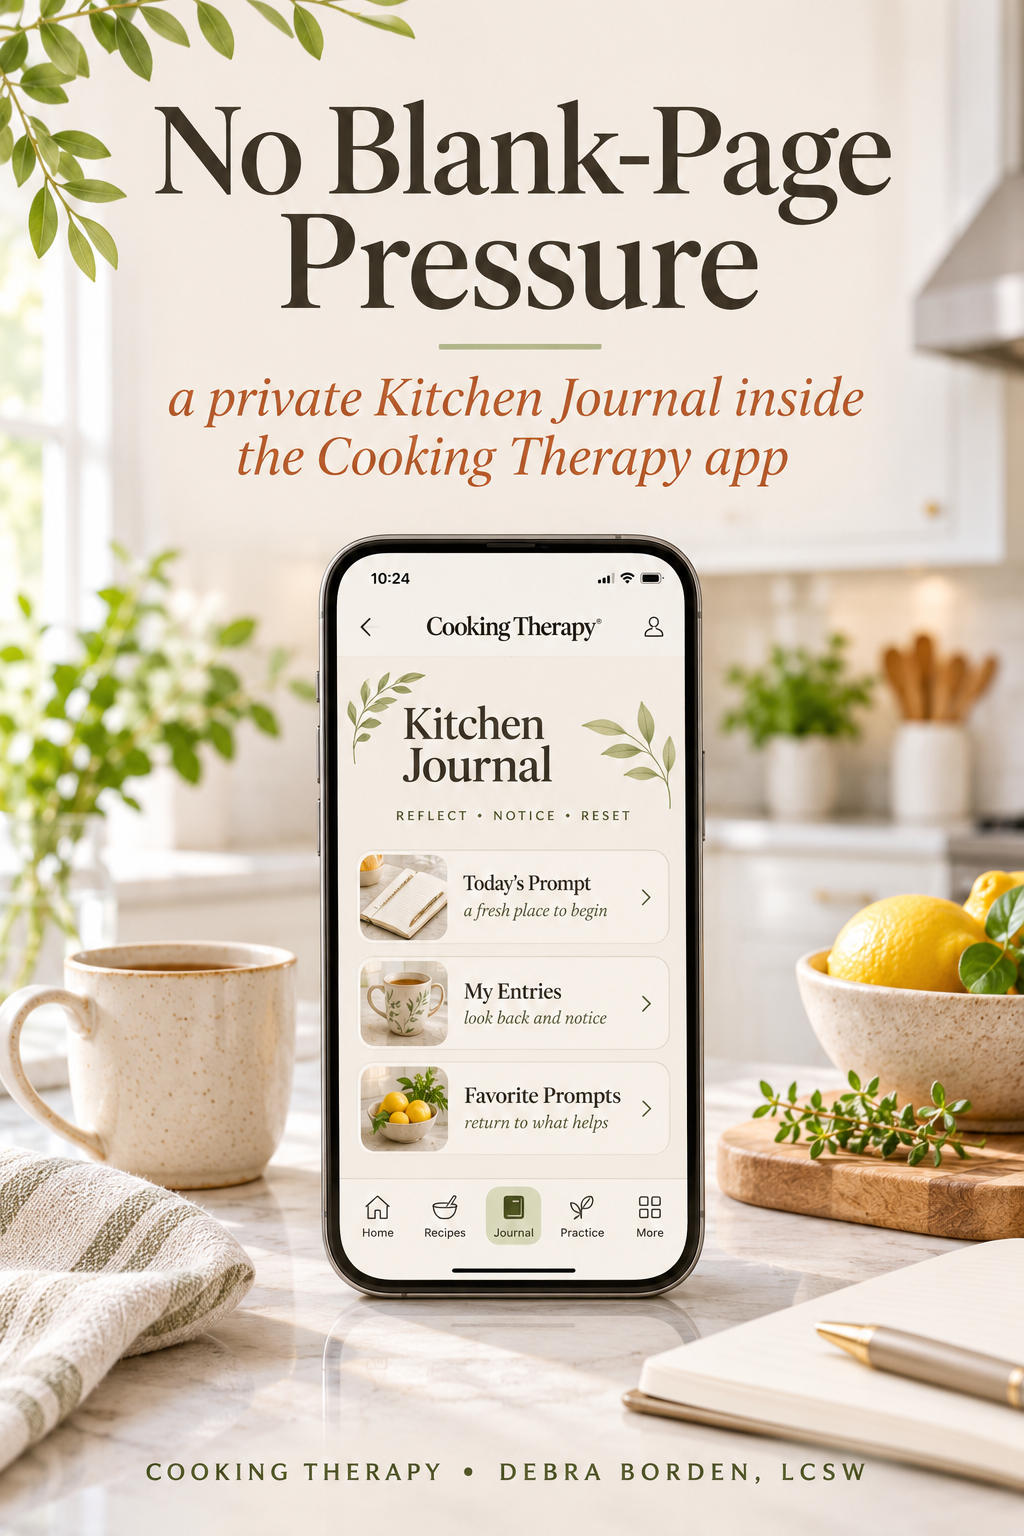 No Blank-Page
Pressure
a private Kitchen Journal inside
the Cooking Therapy app
10:24
Cooking Therapy®
Kitchen
Journal
REFLECT • NOTICE • RESET
Today's Prompt
a fresh place to begin
My Entries
look back and notice
Favorite Prompts
return to what helps
Home Recipes Journal Practice More
COOKING THERAPY • DEBRA BORDEN, LCSW